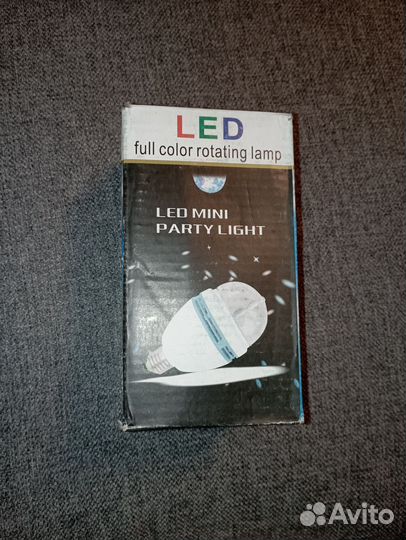 LED
full color rotating lamp
LED MINI
PARTY LIGHT
Avito